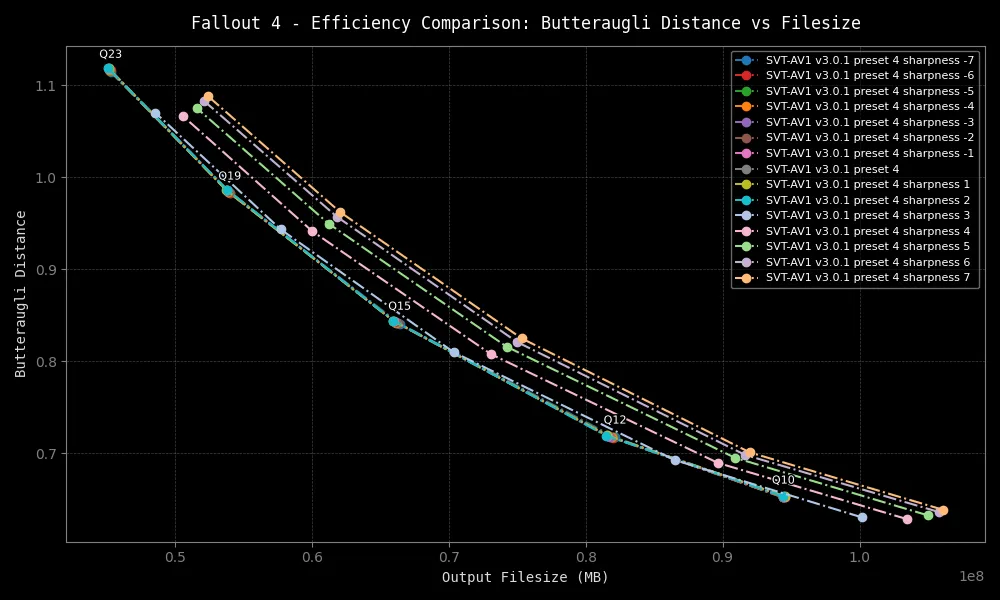 Fallout 4 - Efficiency Comparison: Butteraugli Distance vs Filesize
Q23
Q19
Q15
Q12
Q10
SVT-AV1 v3.0.1 preset 4 sharpness -7
SVT-AV1 v3.0.1 preset 4 sharpness -6
SVT-AV1 v3.0.1 preset 4 sharpness -5
SVT-AV1 v3.0.1 preset 4 sharpness -4
SVT-AV1 v3.0.1 preset 4 sharpness -3
SVT-AV1 v3.0.1 preset 4 sharpness -2
SVT-AV1 v3.0.1 preset 4 sharpness -1
SVT-AV1 v3.0.1 preset 4
SVT-AV1 v3.0.1 preset 4 sharpness 1
SVT-AV1 v3.0.1 preset 4 sharpness 2
SVT-AV1 v3.0.1 preset 4 sharpness 3
SVT-AV1 v3.0.1 preset 4 sharpness 4
SVT-AV1 v3.0.1 preset 4 sharpness 5
SVT-AV1 v3.0.1 preset 4 sharpness 6
SVT-AV1 v3.0.1 preset 4 sharpness 7
Butteraugli Distance
1.1
1.0
0.9
0.8
0.7
0.5 0.6 0.7 0.8 0.9 1.0
1e8
Output Filesize (MB)